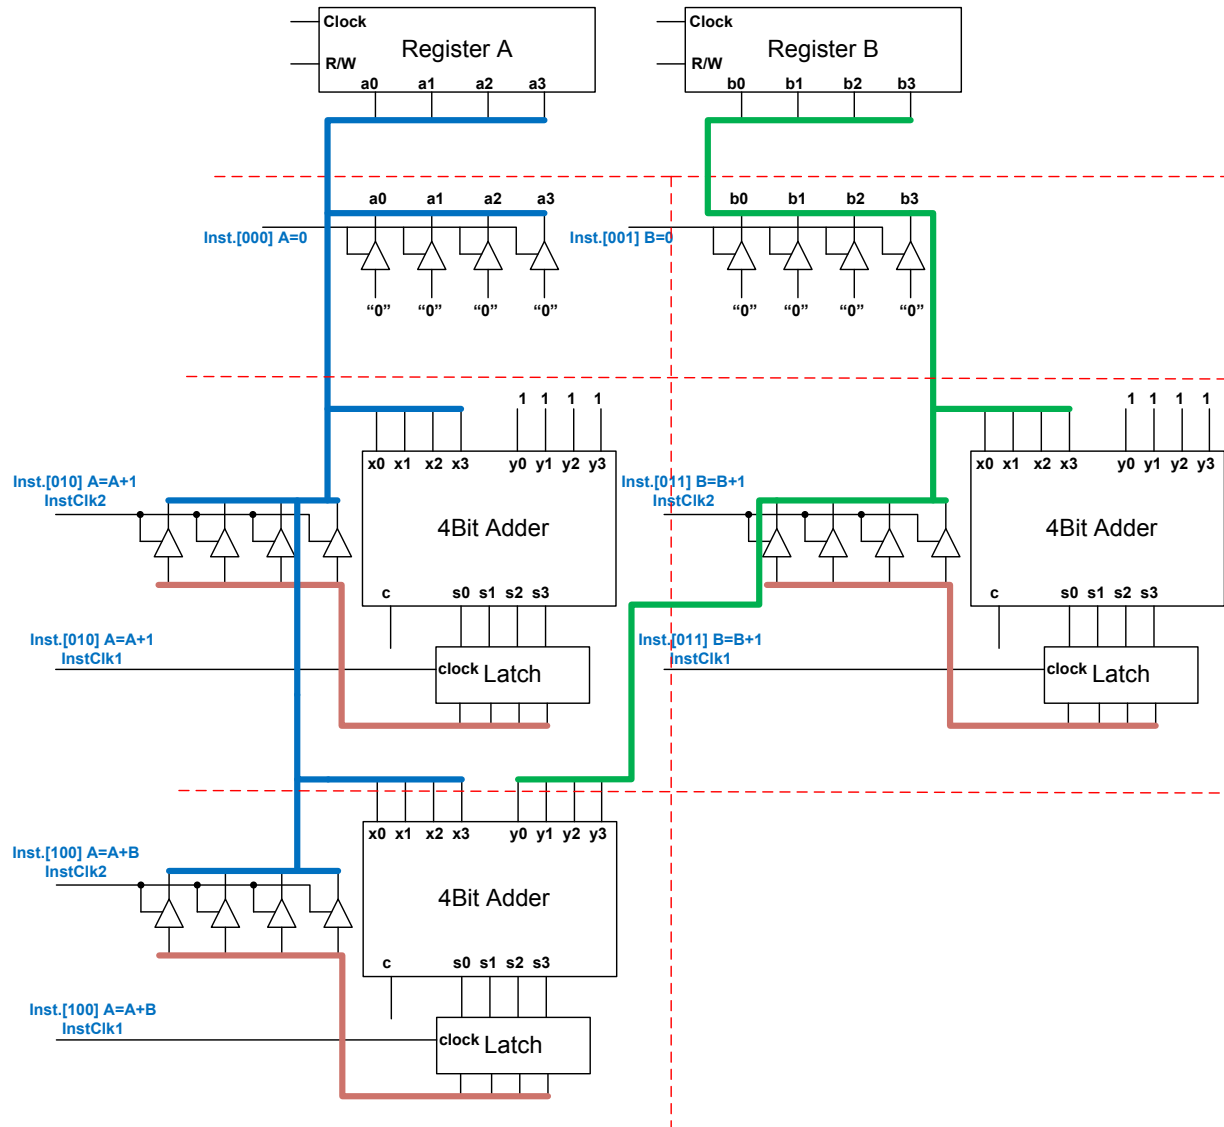 Clock
Register A
R/W
a0 a1 a2 a3
Clock
Register B
R/W
b0 b1 b2 b3
a0 a1 a2 a3
Inst.[000] A=0
“0” “0” “0” “0”
b0 b1 b2 b3
Inst.[001] B=0
“0” “0” “0” “0”
1 1 1 1
x0 x1 x2 x3 y0 y1 y2 y3
Inst.[010] A=A+1
InstClk2
4Bit Adder
c s0 s1 s2 s3
Inst.[010] A=A+1
InstClk1
clock Latch
1 1 1 1
x0 x1 x2 x3 y0 y1 y2 y3
Inst.[011] B=B+1
InstClk2
4Bit Adder
c s0 s1 s2 s3
Inst.[011] B=B+1
InstClk1
clock Latch
x0 x1 x2 x3 y0 y1 y2 y3
Inst.[100] A=A+B
InstClk2
4Bit Adder
c s0 s1 s2 s3
Inst.[100] A=A+B
InstClk1
clock Latch